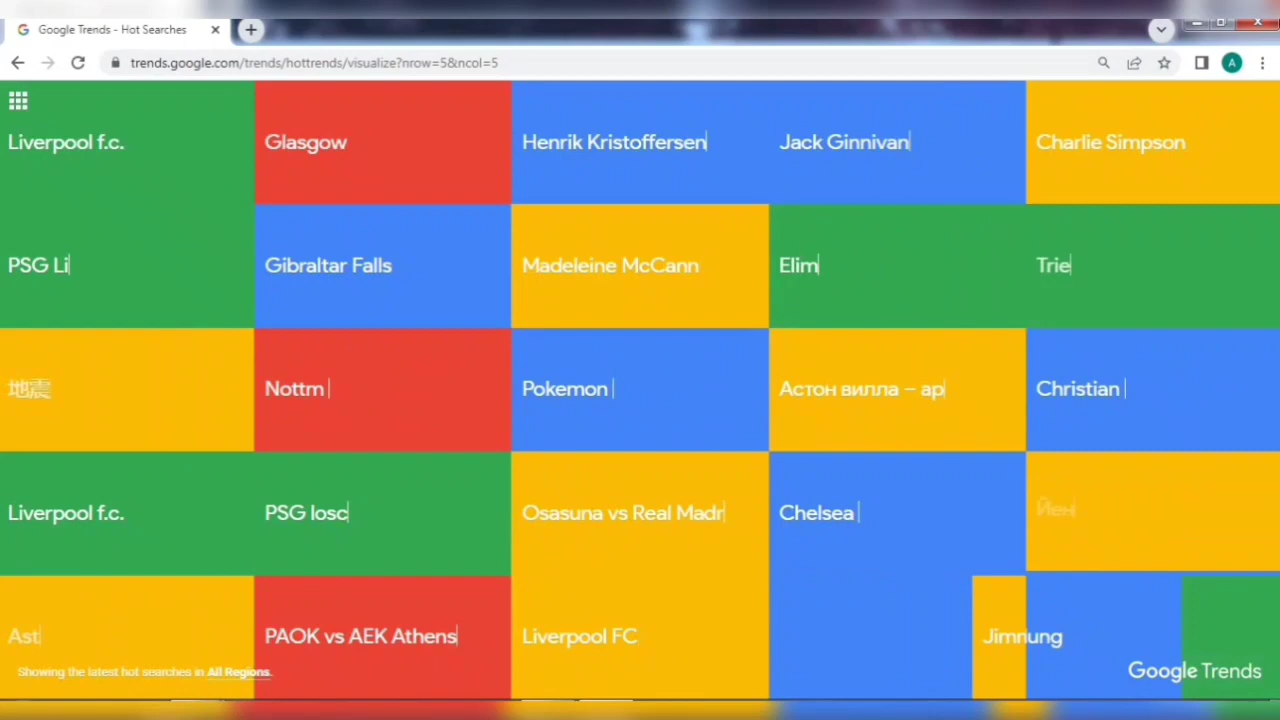 Google Trends - Hot Searches
trends.google.com/trends/hottrends/visualize?nrow=5&ncol=5
A
Liverpool f.c.
Glasgow
Henrik Kristoffersen
Jack Ginnivan
Charlie Simpson
PSG Li
Gibraltar Falls
Madeleine McCann
Elim
Trie
地震
Nottm
Pokemon
Астон вилла – ар
Christian
Liverpool f.c.
PSG losc
Osasuna vs Real Madr
Chelsea
Йен
Ast
PAOK vs AEK Athens
Liverpool FC
Showing the latest hot searches in All Regions.
Google Trends